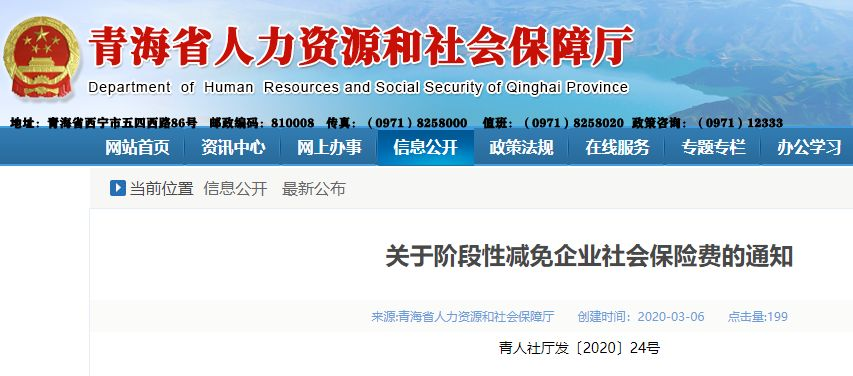 青海省人力资源和社会保障厅
Department of Human Resources and Social Security of Qinghai Province
地址：青海省西宁市五四西路86号 邮政编码：810008 传真：（0971）8258000 值班：（0971）8258020 政策咨询：（0971）12333
网站首页 资讯中心 网上办事 信息公开 政策法规 在线服务 专题专栏 办公学习
当前位置 信息公开 最新公布
关于阶段性减免企业社会保险费的通知
来源:青海省人力资源和社会保障厅 创建时间：2020-03-06 点击量:199
青人社厅发〔2020〕24号